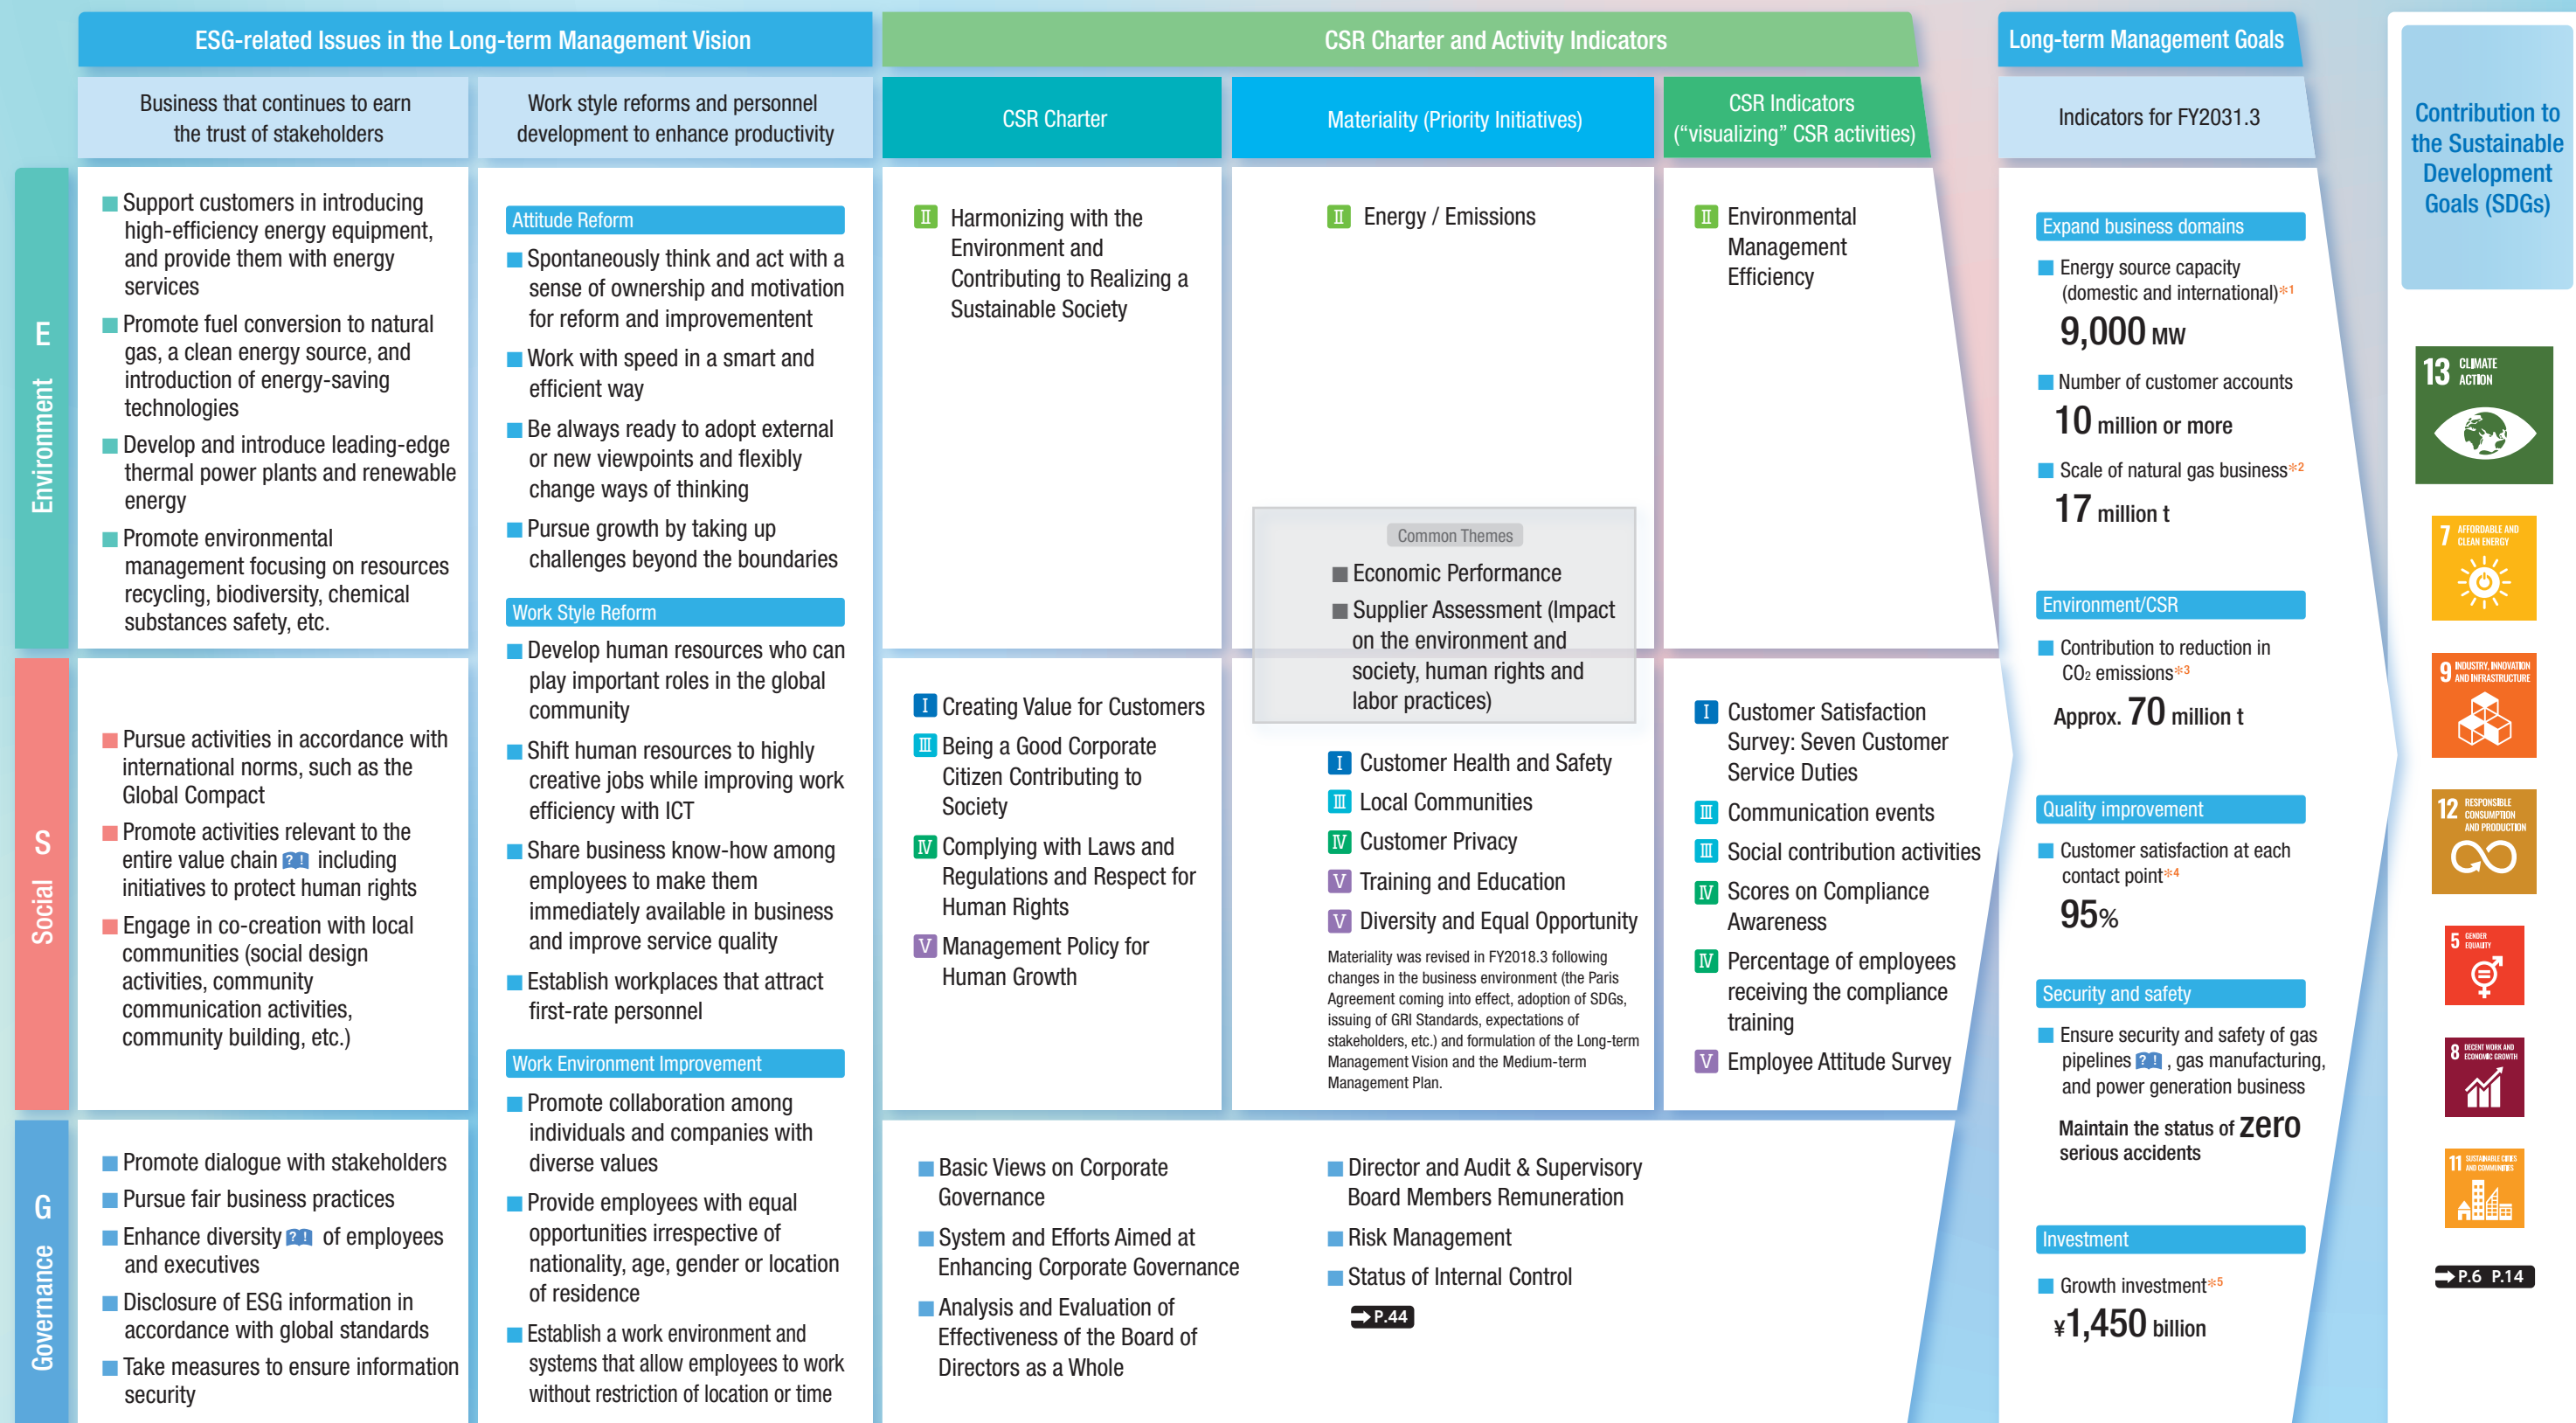 ESG-related Issues in the Long-term Management Vision
CSR Charter and Activity Indicators
Long-term Management Goals
Business that continues to earn
the trust of stakeholders
Work style reforms and personnel
development to enhance productivity
CSR Charter
Materiality (Priority Initiatives)
CSR Indicators
(“visualizing” CSR activities)
Indicators for FY2031.3
Contribution to
the Sustainable
Development
Goals (SDGs)
E
Environment
Support customers in introducing
high-efficiency energy equipment,
and provide them with energy
services
Promote fuel conversion to natural
gas, a clean energy source, and
introduction of energy-saving
technologies
Develop and introduce leading-edge
thermal power plants and renewable
energy
Promote environmental
management focusing on resources
recycling, biodiversity, chemical
substances safety, etc.
S
Social
Pursue activities in accordance with
international norms, such as the
Global Compact
Promote activities relevant to the
entire value chain ?! including
initiatives to protect human rights
Engage in co-creation with local
communities (social design
activities, community
communication activities,
community building, etc.)
G
Governance
Promote dialogue with stakeholders
Pursue fair business practices
Enhance diversity ?! of employees
and executives
Disclosure of ESG information in
accordance with global standards
Take measures to ensure information
security
Attitude Reform
Spontaneously think and act with a
sense of ownership and motivation
for reform and improvementent
Work with speed in a smart and
efficient way
Be always ready to adopt external
or new viewpoints and flexibly
change ways of thinking
Pursue growth by taking up
challenges beyond the boundaries
Work Style Reform
Develop human resources who can
play important roles in the global
community
Shift human resources to highly
creative jobs while improving work
efficiency with ICT
Share business know-how among
employees to make them
immediately available in business
and improve service quality
Establish workplaces that attract
first-rate personnel
Work Environment Improvement
Promote collaboration among
individuals and companies with
diverse values
Provide employees with equal
opportunities irrespective of
nationality, age, gender or location
of residence
Establish a work environment and
systems that allow employees to work
without restriction of location or time
II Harmonizing with the
Environment and
Contributing to Realizing a
Sustainable Society
I Creating Value for Customers
III Being a Good Corporate
Citizen Contributing to
Society
IV Complying with Laws and
Regulations and Respect for
Human Rights
V Management Policy for
Human Growth
II Energy / Emissions
Common Themes
Economic Performance
Supplier Assessment (Impact
on the environment and
society, human rights and
labor practices)
I Customer Health and Safety
III Local Communities
IV Customer Privacy
V Training and Education
V Diversity and Equal Opportunity
Materiality was revised in FY2018.3 following
changes in the business environment (the Paris
Agreement coming into effect, adoption of SDGs,
issuing of GRI Standards, expectations of
stakeholders, etc.) and formulation of the Long-term
Management Vision and the Medium-term
Management Plan.
II Environmental
Management
Efficiency
I Customer Satisfaction
Survey: Seven Customer
Service Duties
III Communication events
III Social contribution activities
IV Scores on Compliance
Awareness
IV Percentage of employees
receiving the compliance
training
V Employee Attitude Survey
Basic Views on Corporate
Governance
System and Efforts Aimed at
Enhancing Corporate Governance
Analysis and Evaluation of
Effectiveness of the Board of
Directors as a Whole
Director and Audit & Supervisory
Board Members Remuneration
Risk Management
Status of Internal Control
P.44
Expand business domains
Energy source capacity
(domestic and international)*1
9,000 MW
Number of customer accounts
10 million or more
Scale of natural gas business*2
17 million t
Environment/CSR
Contribution to reduction in
CO2 emissions*3
Approx. 70 million t
Quality improvement
Customer satisfaction at each
contact point*4
95%
Security and safety
Ensure security and safety of gas
pipelines ?! , gas manufacturing,
and power generation business
Maintain the status of zero
serious accidents
Investment
Growth investment*5
¥1,450 billion
13 CLIMATE
ACTION
7 AFFORDABLE AND
CLEAN ENERGY
9 INDUSTRY, INNOVATION
AND INFRASTRUCTURE
12 RESPONSIBLE
CONSUMPTION
AND PRODUCTION
5 GENDER
EQUALITY
8 DECENT WORK AND
ECONOMIC GROWTH
11 SUSTAINABLE CITIES
AND COMMUNITIES
P.6 P.14